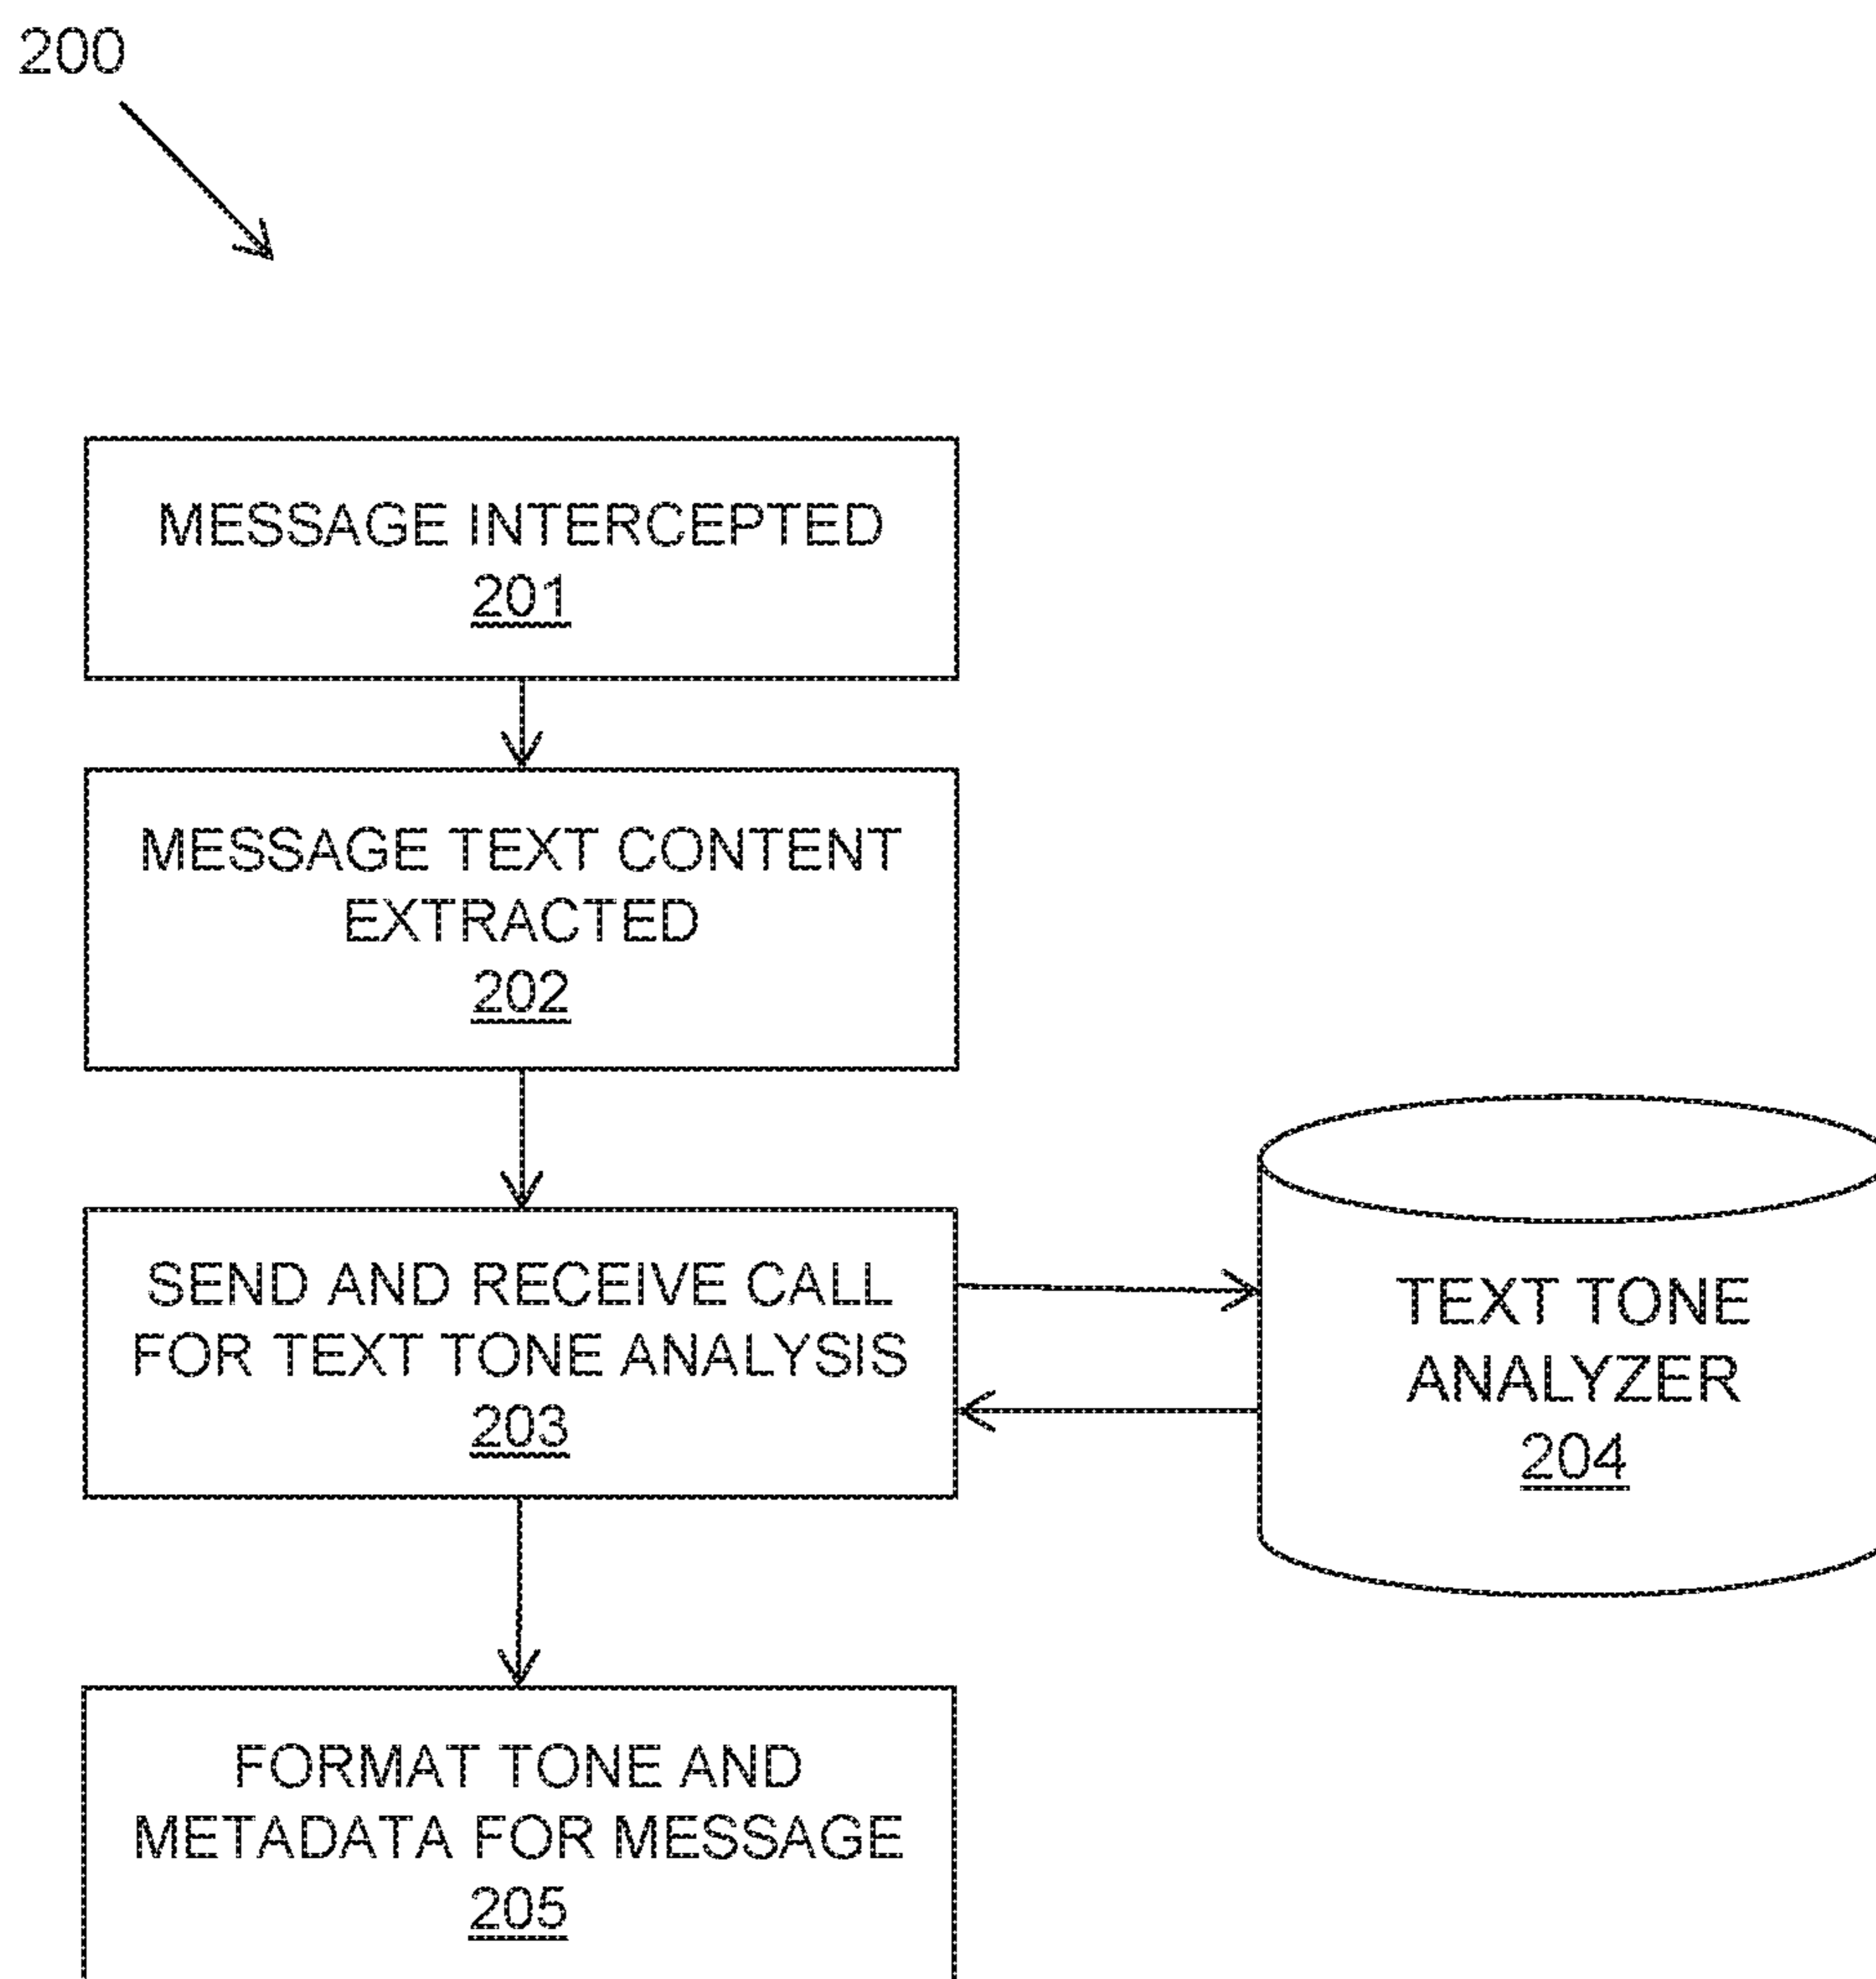 200
MESSAGE INTERCEPTED
201
MESSAGE TEXT CONTENT
EXTRACTED
202
SEND AND RECEIVE CALL
FOR TEXT TONE ANALYSIS
203
TEXT TONE
ANALYZER
204
FORMAT TONE AND
METADATA FOR MESSAGE
205